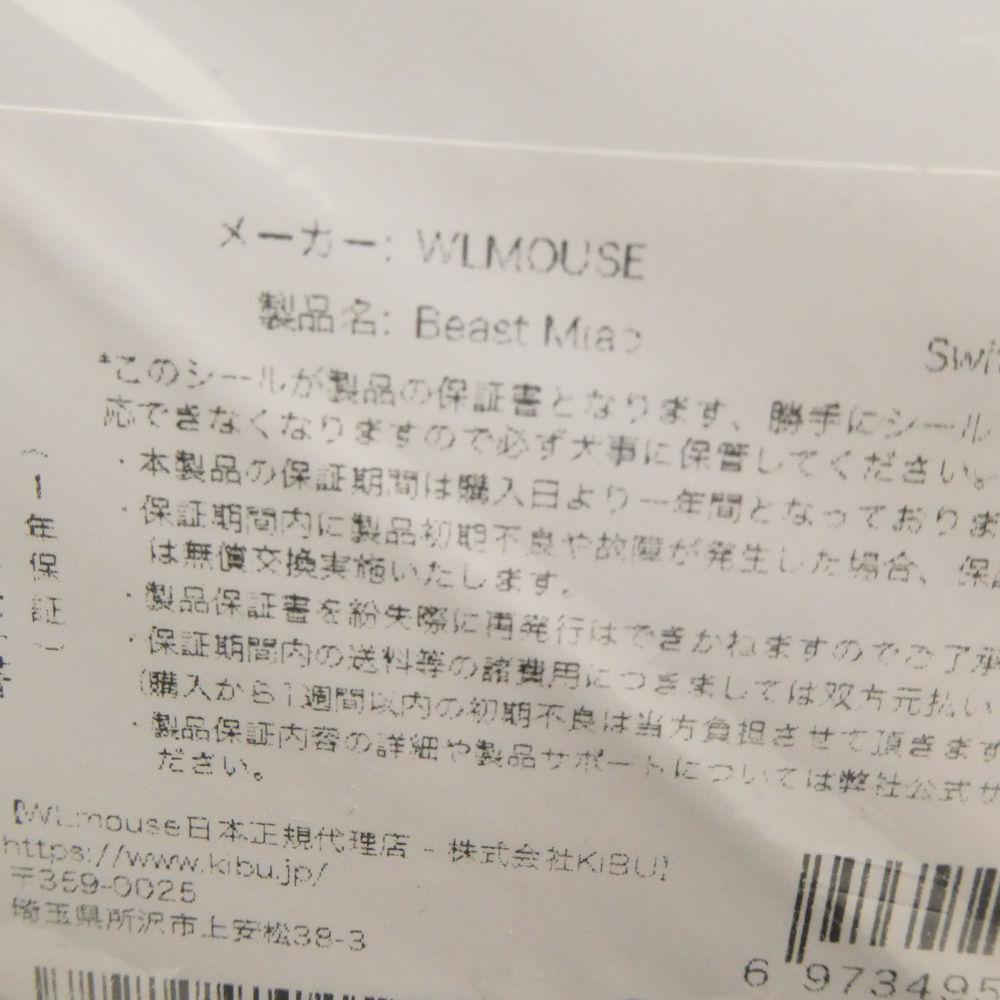 メーカー: WLMOUSE
製品名: Beast Miao
Swit
*このシールが製品の保証書となります、勝手にシール
応できなくなりますので必ず大事に保管してください。
(1年保証)
・本製品の保証期間は購入日より一年間となっておりま
・保証期間内に製品初期不良や故障が発生した場合、保
は無償交換実施いたします。
・製品保証書を紛失際に再発行はできかねますのでご了承
・保証期間内の送料等の諸費用につきましては双方元払い
(購入から1週間以内の初期不良は当方負担させて頂きます
・製品保証内容の詳細や製品サポートについては弊社公式サ
ださい。
【WLmouse日本正規代理店 - 株式会社KiBU】
https://www.kibu.jp/
〒359-0025
埼玉県所沢市上安松38-3
6 973495